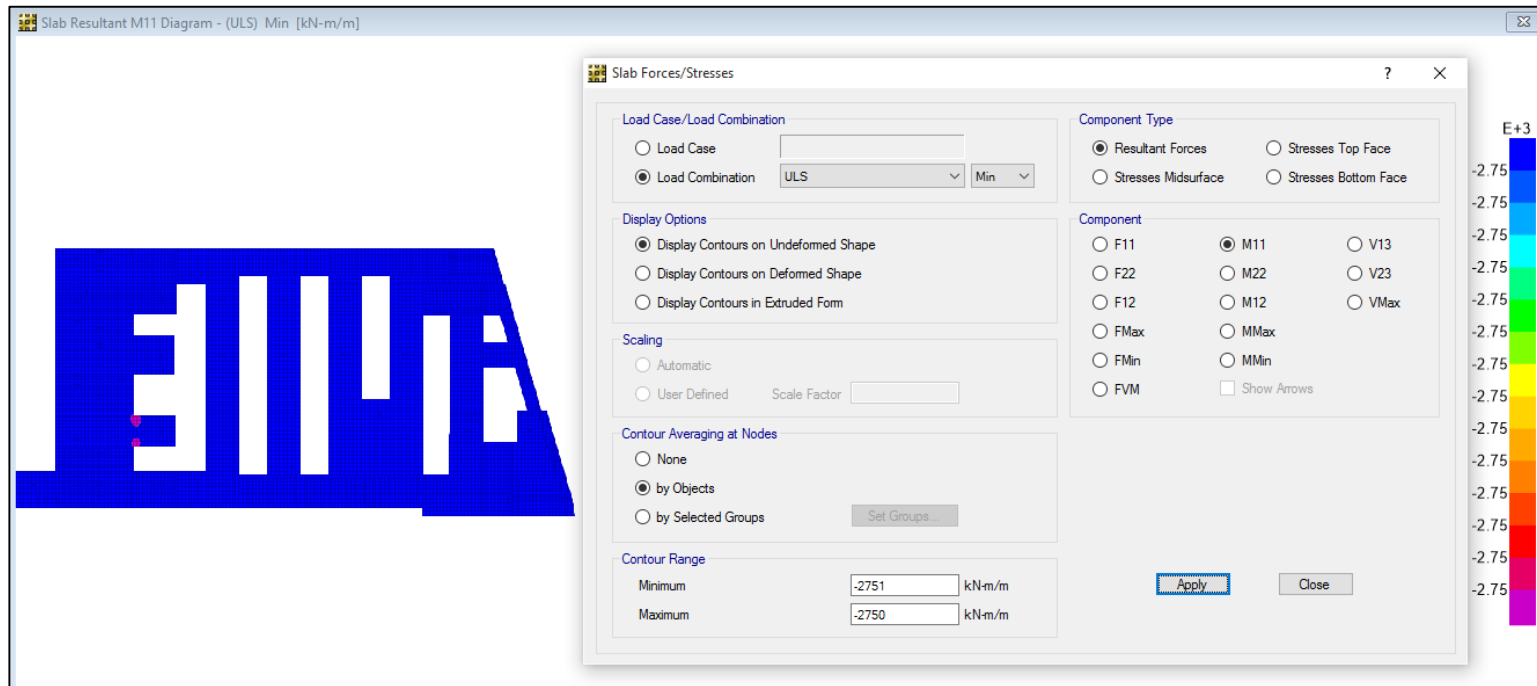 Slab Resultant M11 Diagram - (ULS) Min [kN-m/m]
Slab Forces/Stresses
?
Load Case/Load Combination
Load Case
Load Combination
ULS
Min
Display Options
Display Contours on Undeformed Shape
Display Contours on Deformed Shape
Display Contours in Extruded Form
Scaling
Automatic
User Defined
Scale Factor
Contour Averaging at Nodes
None
by Objects
by Selected Groups
Set Groups...
Contour Range
Minimum
-2751
kN-m/m
Maximum
-2750
kN-m/m
Component Type
Resultant Forces
Stresses Top Face
Stresses Midsurface
Stresses Bottom Face
Component
F11
M11
V13
F22
M22
V23
F12
M12
VMax
FMax
MMax
FMin
MMin
FVM
Show Arrows
Apply
Close
E+3
-2.75
-2.75
-2.75
-2.75
-2.75
-2.75
-2.75
-2.75
-2.75
-2.75
-2.75
-2.75
-2.75
-2.75